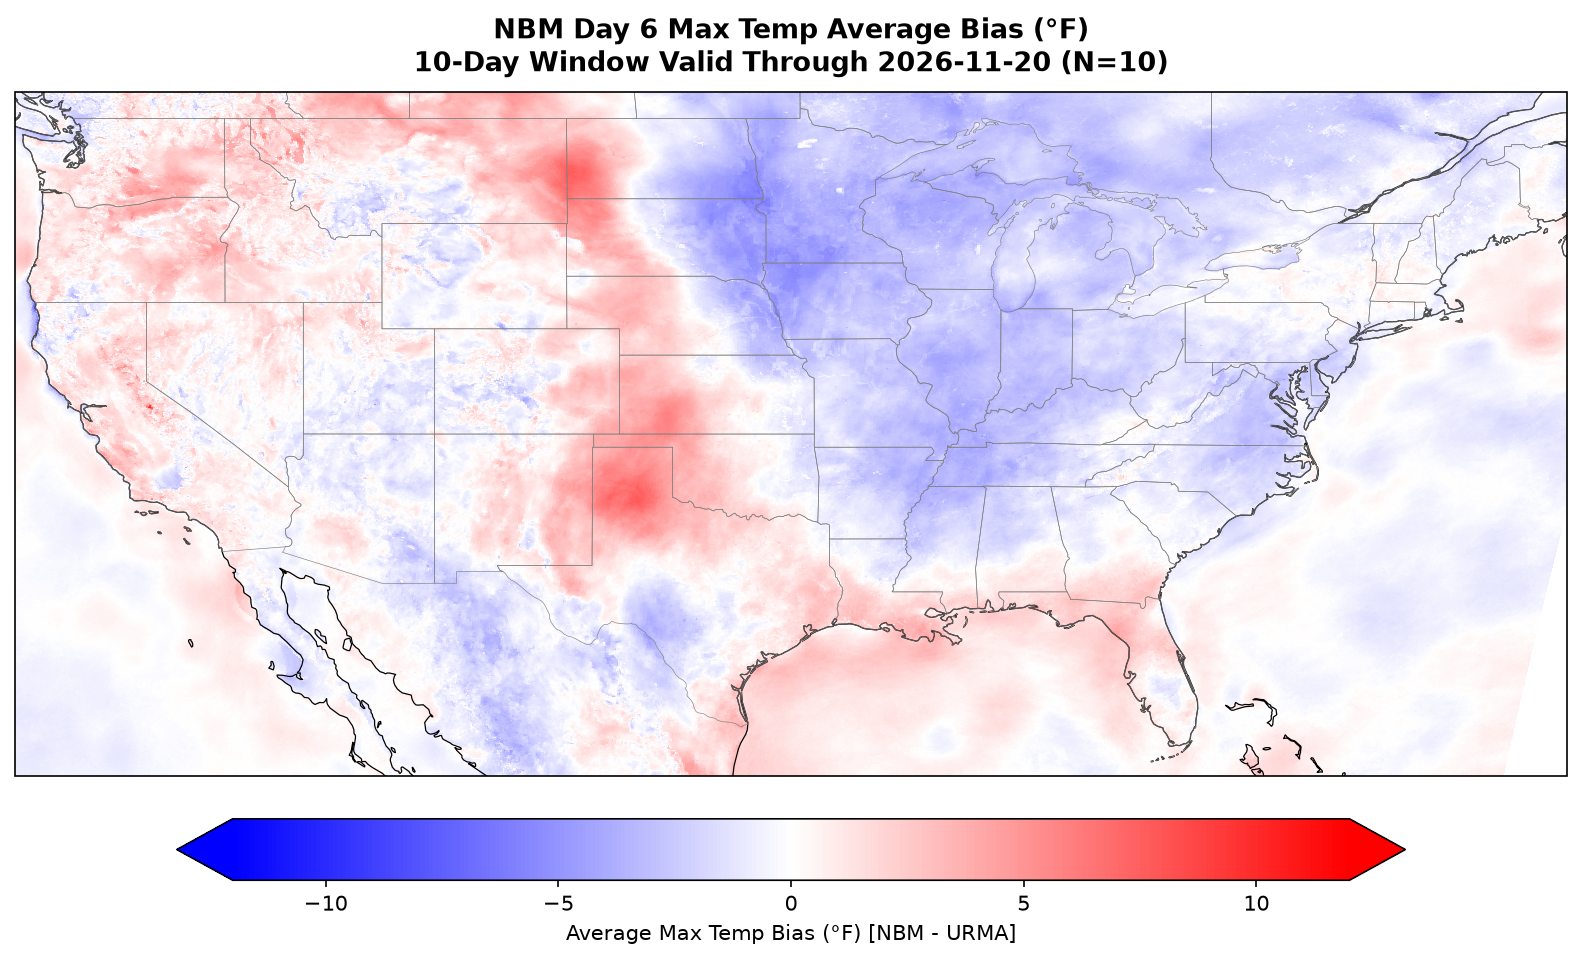 NBM Day 6 Max Temp Average Bias (°F)
10-Day Window Valid Through 2026-11-20 (N=10)
−10 −5 0 5 10
Average Max Temp Bias (°F) [NBM - URMA]